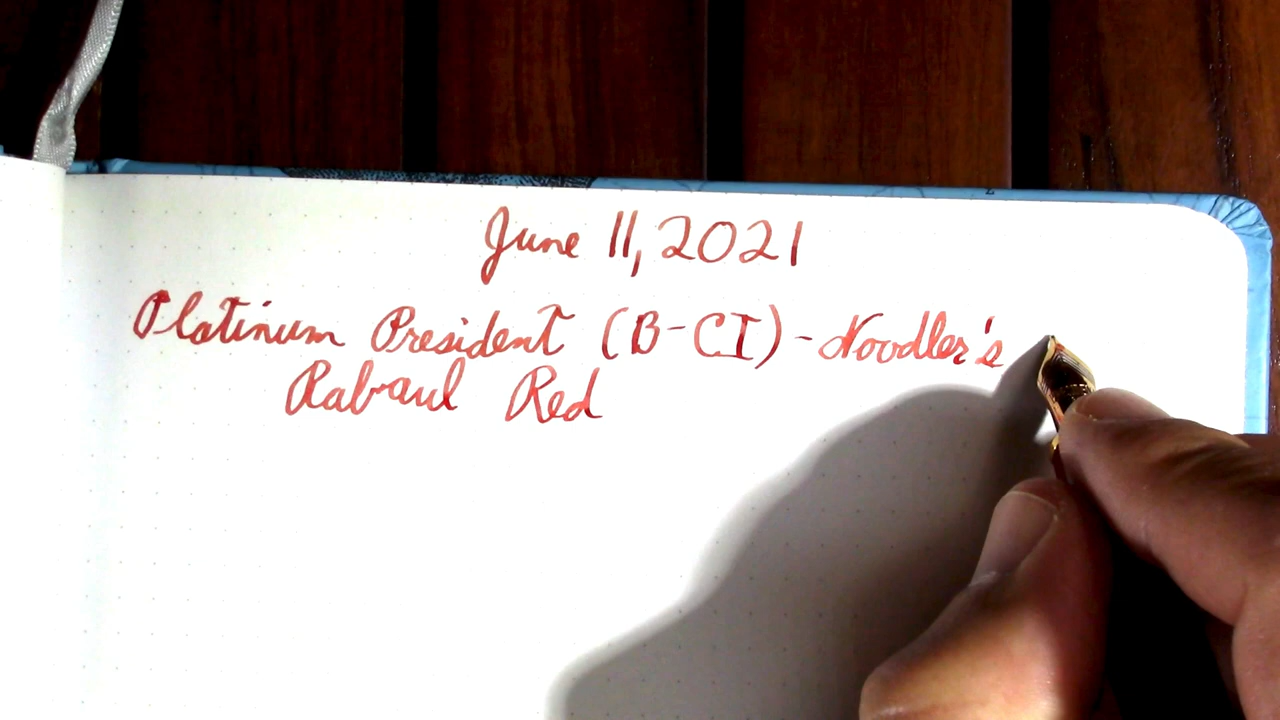 June 11, 2021
Platinum President (B-CI) - Noodler's
Rabaul Red